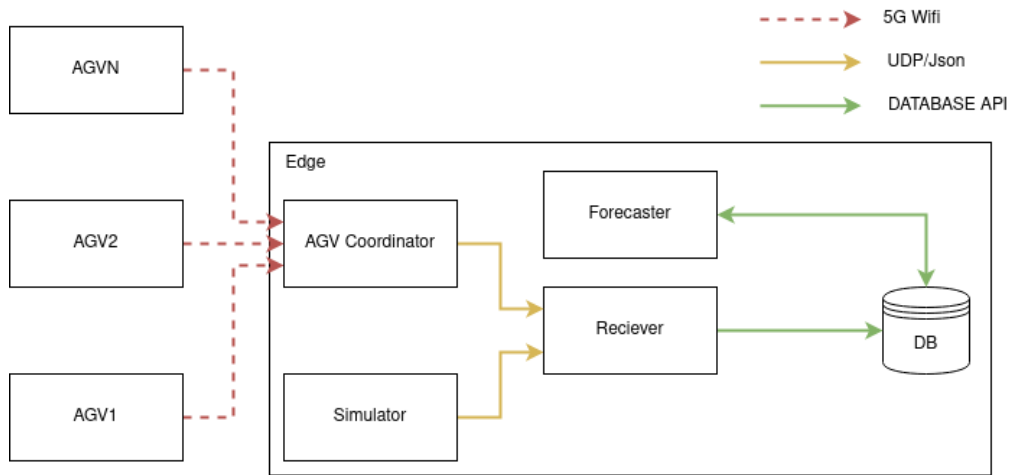 5G Wifi
AGVN
UDP/Json
DATABASE API
Edge
Forecaster
AGV2
AGV Coordinator
Reciever
DB
AGV1
Simulator